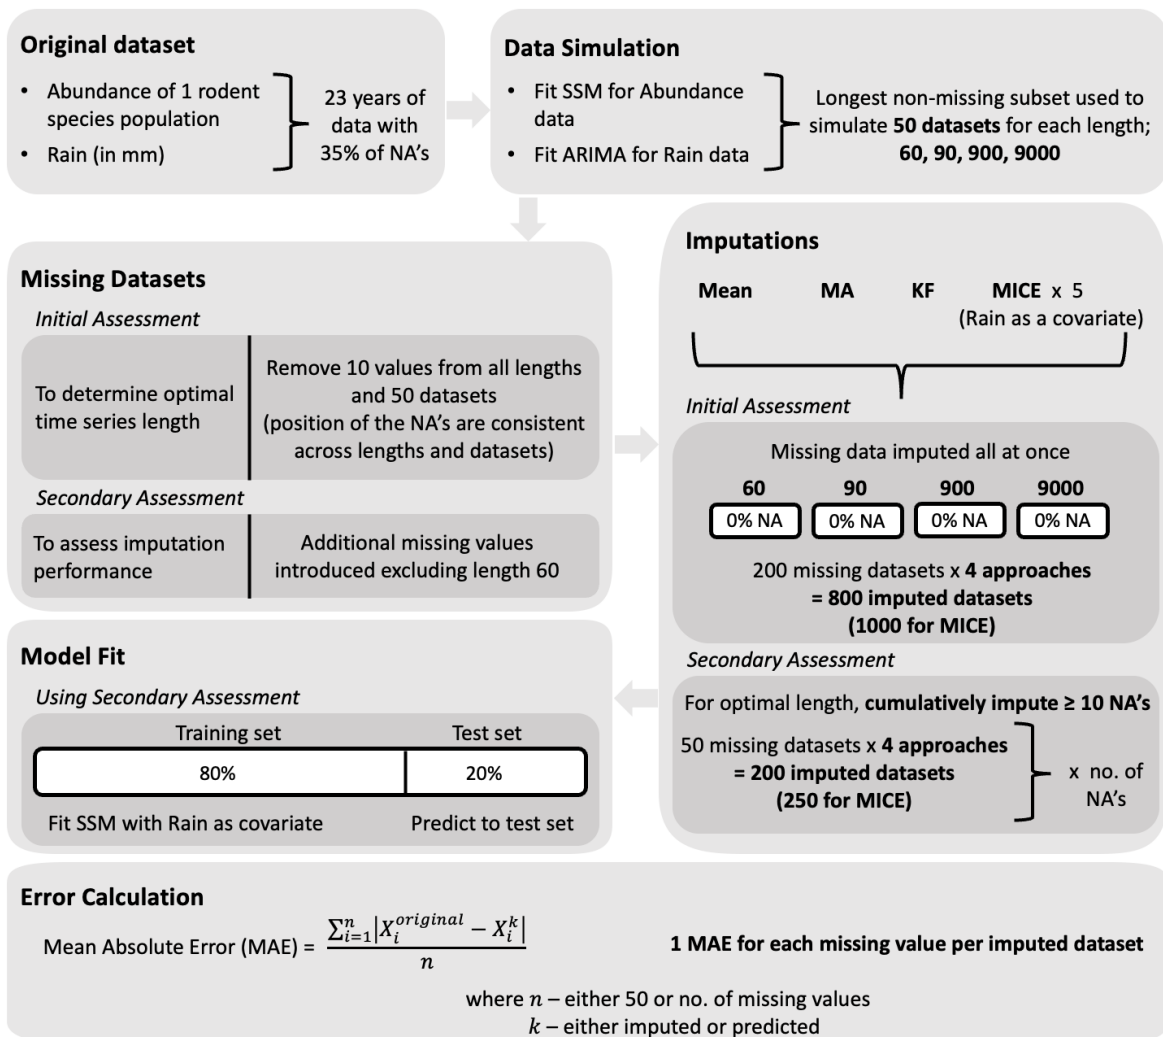 Original dataset
• Abundance of 1 rodent
species population
• Rain (in mm)
23 years of
data with
35% of NA's
Data Simulation
• Fit SSM for Abundance
data
• Fit ARIMA for Rain data
Longest non-missing subset used to
simulate 50 datasets for each length;
60, 90, 900, 9000
Missing Datasets
Initial Assessment
To determine optimal
time series length
Remove 10 values from all lengths
and 50 datasets
(position of the NA's are consistent
across lengths and datasets)
Secondary Assessment
To assess imputation
performance
Additional missing values
introduced excluding length 60
Imputations
Mean MA KF MICE x 5
(Rain as a covariate)
Initial Assessment
Missing data imputed all at once
60 90 900 9000
0% NA 0% NA 0% NA 0% NA
200 missing datasets x 4 approaches
= 800 imputed datasets
(1000 for MICE)
Secondary Assessment
For optimal length, cumulatively impute ≥ 10 NA's
50 missing datasets x 4 approaches
= 200 imputed datasets
(250 for MICE)
x no. of
NA's
Model Fit
Using Secondary Assessment
Training set Test set
80% 20%
Fit SSM with Rain as covariate Predict to test set
Error Calculation
Mean Absolute Error (MAE) = \frac{\sum_{i=1}^{n}|X_i^{original} − X_i^k|}{n}
1 MAE for each missing value per imputed dataset
where n – either 50 or no. of missing values
k – either imputed or predicted